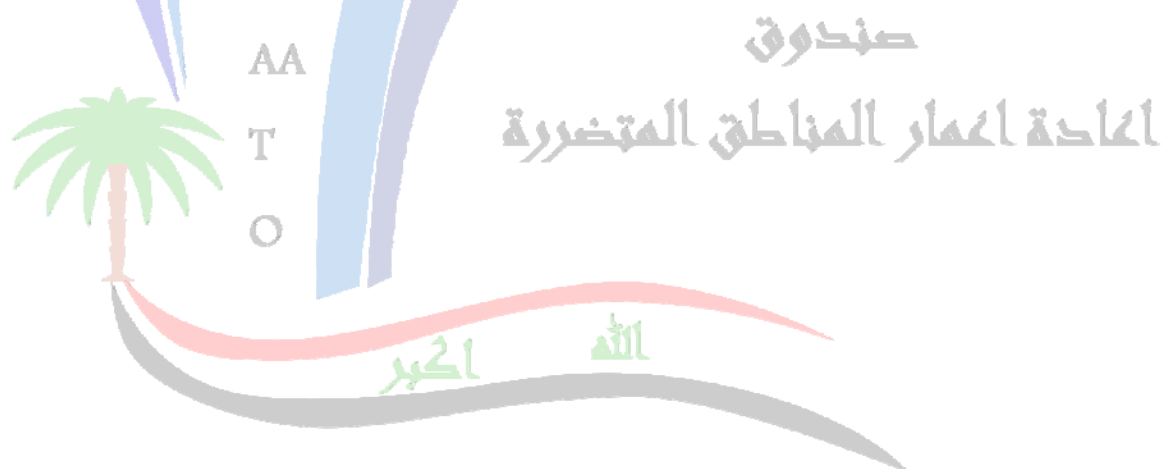 AA
T
O
صندوق
اعادة اعمار المناطق المتضررة
الله
اكبر